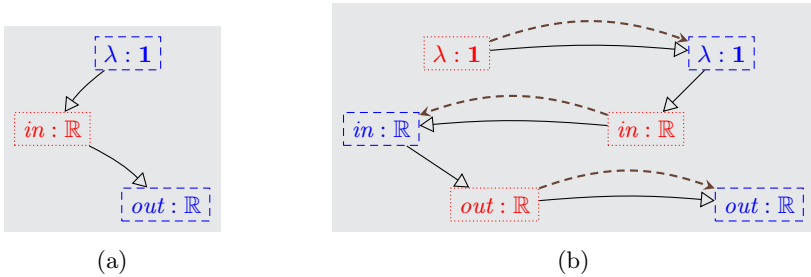 λ : 𝟏
in : ℝ
out : ℝ
(a)
λ : 𝟏 λ : 𝟏
in : ℝ in : ℝ
out : ℝ out : ℝ
(b)